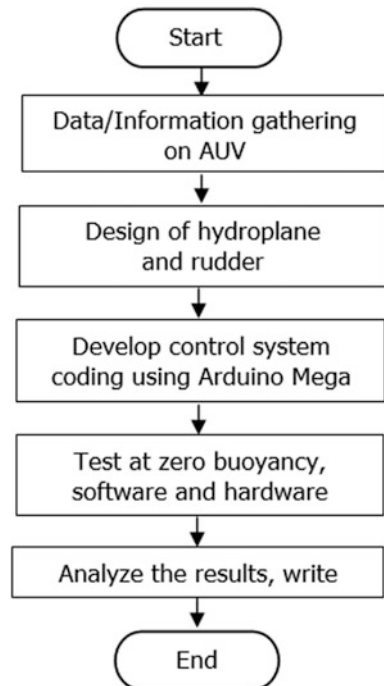 Start
Data/Information gathering
on AUV
Design of hydroplane
and rudder
Develop control system
coding using Arduino Mega
Test at zero buoyancy,
software and hardware
Analyze the results, write
End